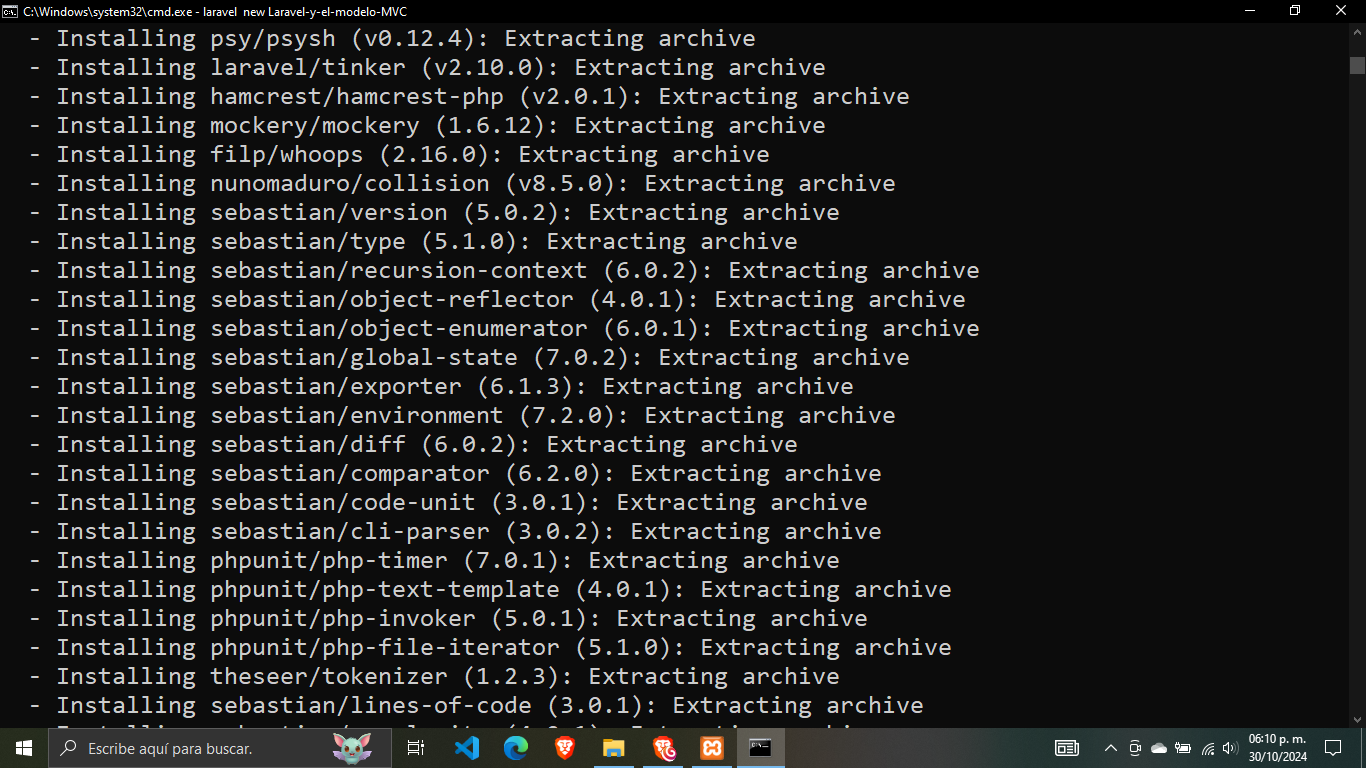 C:\Windows\system32\cmd.exe - laravel  new Laravel-y-el-modelo-MVC
- Installing psy/psysh (v0.12.4): Extracting archive
- Installing laravel/tinker (v2.10.0): Extracting archive
- Installing hamcrest/hamcrest-php (v2.0.1): Extracting archive
- Installing mockery/mockery (1.6.12): Extracting archive
- Installing filp/whoops (2.16.0): Extracting archive
- Installing nunomaduro/collision (v8.5.0): Extracting archive
- Installing sebastian/version (5.0.2): Extracting archive
- Installing sebastian/type (5.1.0): Extracting archive
- Installing sebastian/recursion-context (6.0.2): Extracting archive
- Installing sebastian/object-reflector (4.0.1): Extracting archive
- Installing sebastian/object-enumerator (6.0.1): Extracting archive
- Installing sebastian/global-state (7.0.2): Extracting archive
- Installing sebastian/exporter (6.1.3): Extracting archive
- Installing sebastian/environment (7.2.0): Extracting archive
- Installing sebastian/diff (6.0.2): Extracting archive
- Installing sebastian/comparator (6.2.0): Extracting archive
- Installing sebastian/code-unit (3.0.1): Extracting archive
- Installing sebastian/cli-parser (3.0.2): Extracting archive
- Installing phpunit/php-timer (7.0.1): Extracting archive
- Installing phpunit/php-text-template (4.0.1): Extracting archive
- Installing phpunit/php-invoker (5.0.1): Extracting archive
- Installing phpunit/php-file-iterator (5.1.0): Extracting archive
- Installing theseer/tokenizer (1.2.3): Extracting archive
- Installing sebastian/lines-of-code (3.0.1): Extracting archive
Escribe aquí para buscar.
06:10 p. m.
30/10/2024